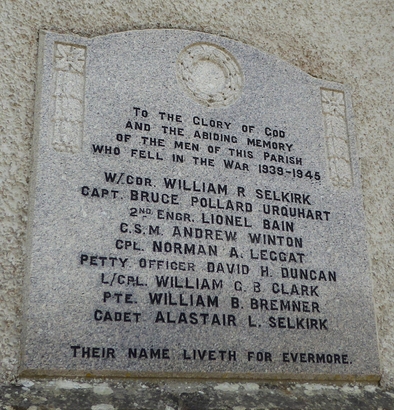 TO THE GLORY OF GOD
AND THE ABIDING MEMORY
OF THE MEN OF THIS PARISH
WHO FELL IN THE WAR 1939-1945
W/CDR. WILLIAM R. SELKIRK
CAPT. BRUCE POLLARD URQUHART
2ND ENGR. LIONEL BAIN
C.S.M. ANDREW WINTON
CPL. NORMAN A. LEGGAT
PETTY OFFICER DAVID H. DUNCAN
L/CPL. WILLIAM G. B. CLARK
PTE. WILLIAM B. BREMNER
CADET ALASTAIR L. SELKIRK
THEIR NAME LIVETH FOR EVERMORE.